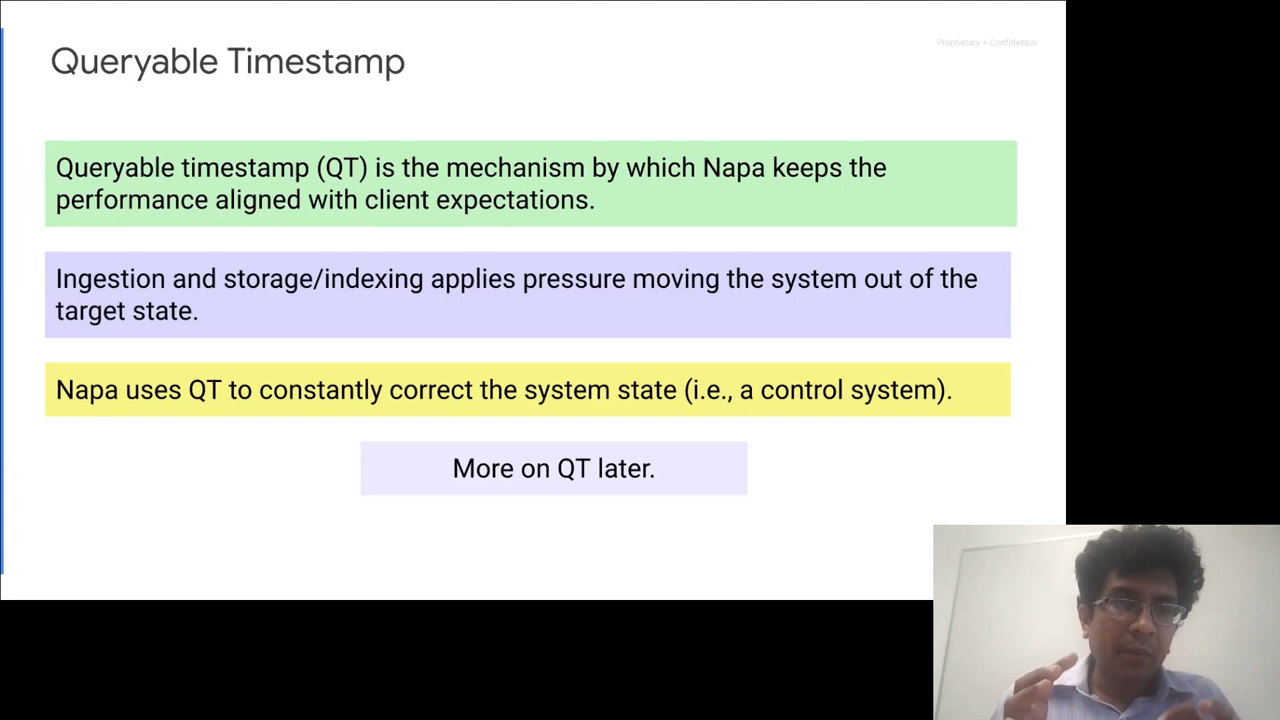 Queryable Timestamp
Proprietary + Confidential
Queryable timestamp (QT) is the mechanism by which Napa keeps the
performance aligned with client expectations.
Ingestion and storage/indexing applies pressure moving the system out of the
target state.
Napa uses QT to constantly correct the system state (i.e., a control system).
More on QT later.